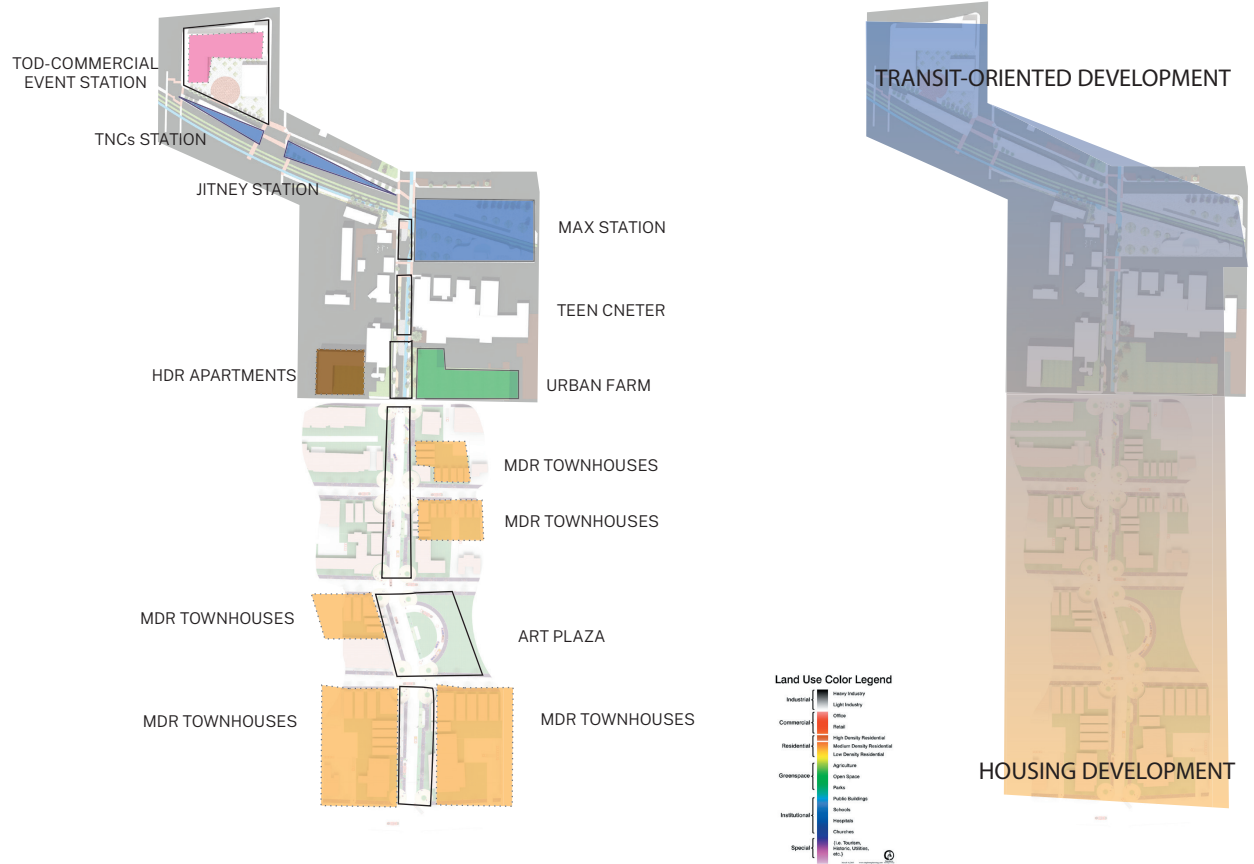 TOD-COMMERCIAL
EVENT STATION
TNCs STATION
JITNEY STATION
MAX STATION
TEEN CNETER
HDR APARTMENTS
URBAN FARM
MDR TOWNHOUSES
MDR TOWNHOUSES
MDR TOWNHOUSES
ART PLAZA
MDR TOWNHOUSES
MDR TOWNHOUSES
TRANSIT-ORIENTED DEVELOPMENT
HOUSING DEVELOPMENT
Land Use Color Legend
Industrial
Heavy Industry
Light Industry
Commercial
Office
Retail
Residential
High Density Residential
Medium Density Residential
Low Density Residential
Greenspace
Agriculture
Open Space
Parks
Institutional
Public Buildings
Schools
Hospitals
Churches
Special
(i.e. Tourism,
Historic, Utilities,
etc.)